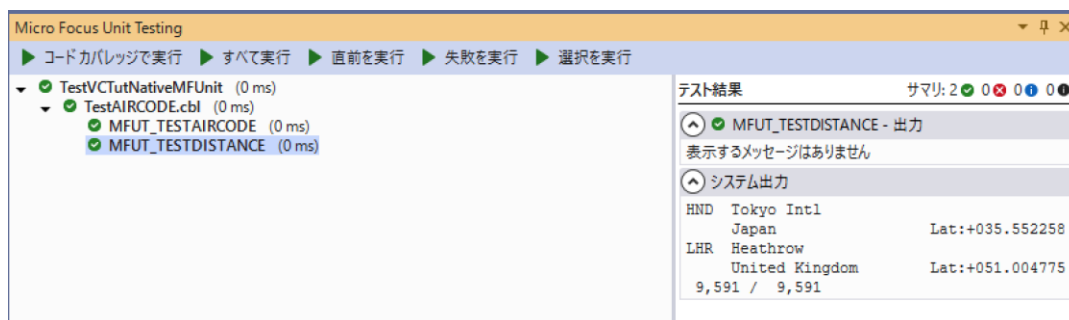 Micro Focus Unit Testing
コード カバレッジで実行 すべて実行 直前を実行 失敗を実行 選択を実行
TestVCTutNativeMFUnit (0 ms)
TestAIRCODE.cbl (0 ms)
MFUT_TESTAIRCODE (0 ms)
MFUT_TESTDISTANCE (0 ms)
テスト結果 サマリ: 2 0 0 0
MFUT_TESTDISTANCE - 出力
表示するメッセージはありません
システム出力
HND Tokyo Intl
Japan Lat:+035.552258
LHR Heathrow
United Kingdom Lat:+051.004775
9,591 / 9,591